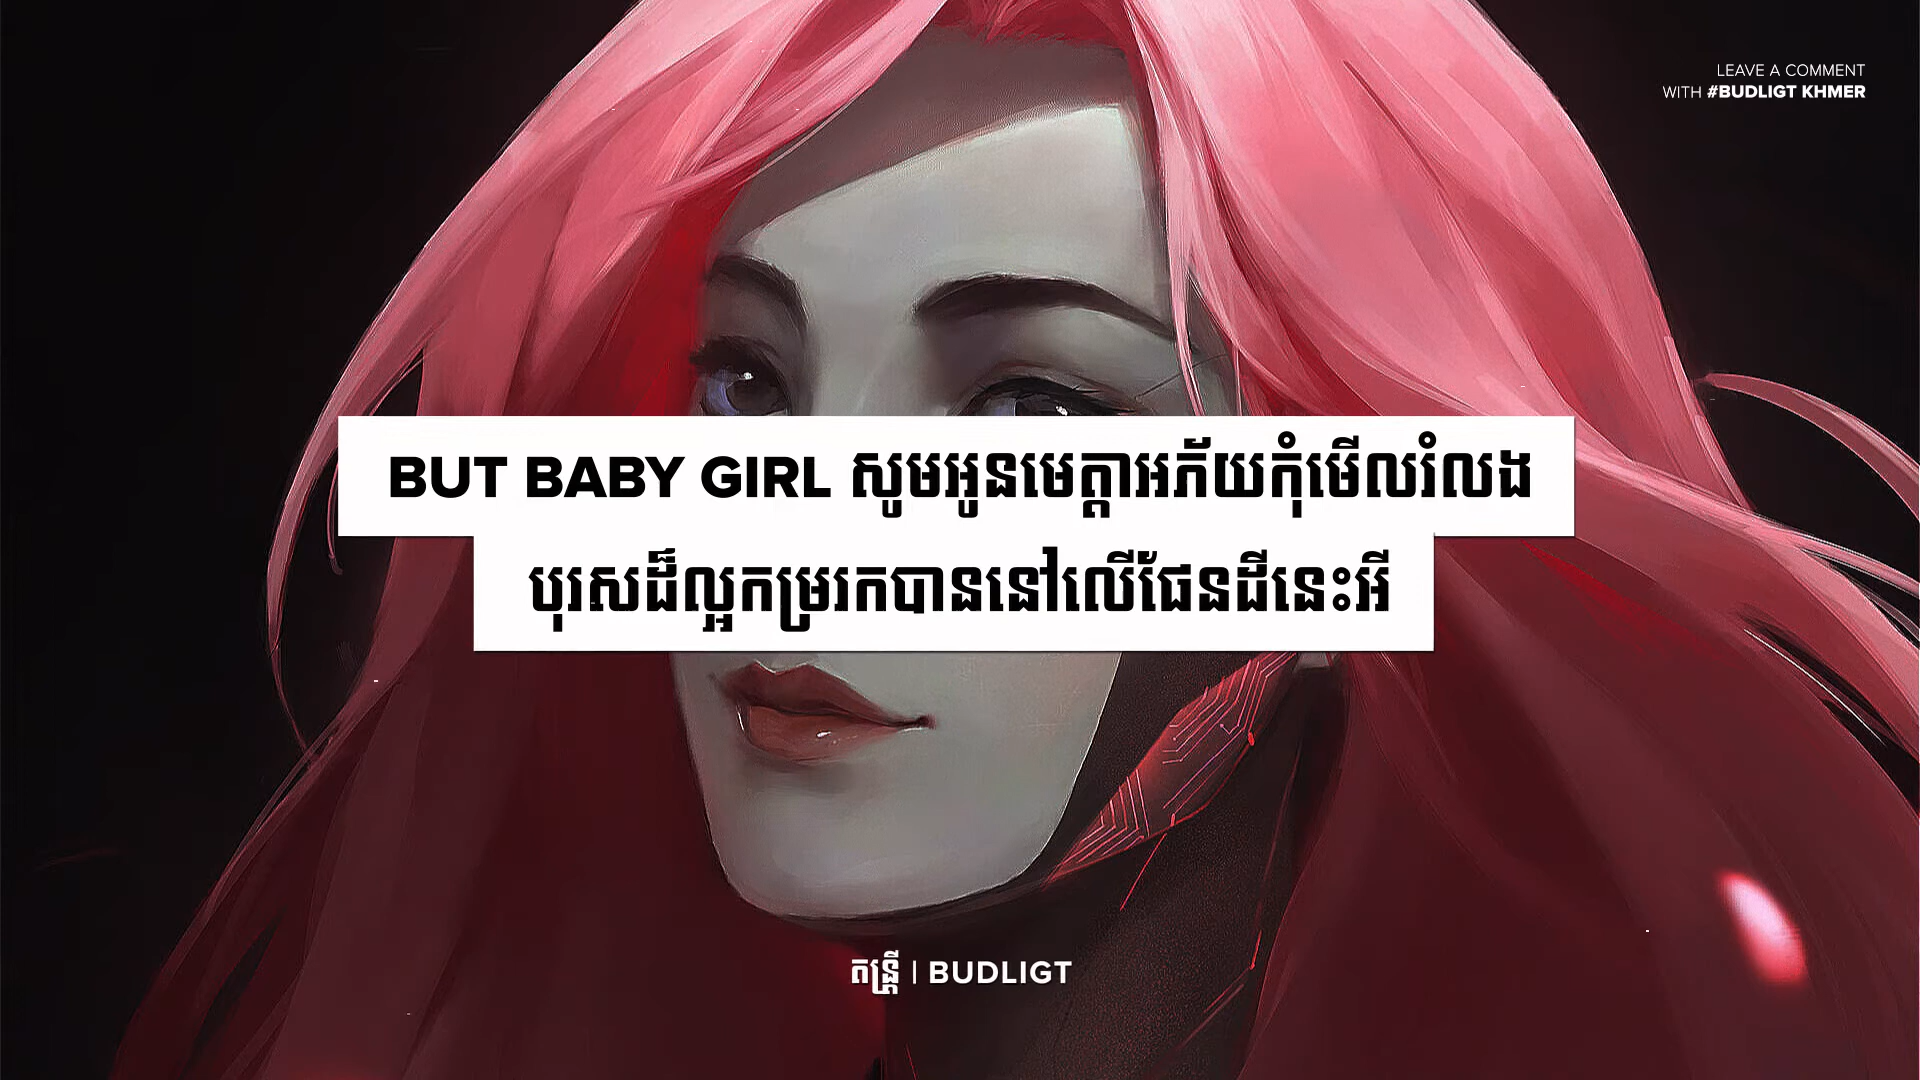 LEAVE A COMMENT
WITH #BUDLIGT KHMER
BUT BABY GIRL សូមអូនមេត្តាអភ័យកុំមើលរំលង
បុរសដ៏ល្អកម្ររកបាននៅលើផែនដីនេះអី
តន្ត្រី | BUDLIGT